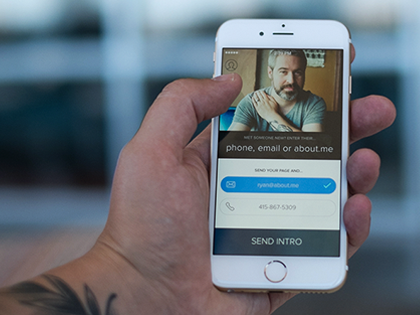 MET SOMEONE NEW? ENTER THEIR...
phone, email or about.me
SEND YOUR PAGE AND...
ryan@about.me
415-867-5309
SEND INTRO